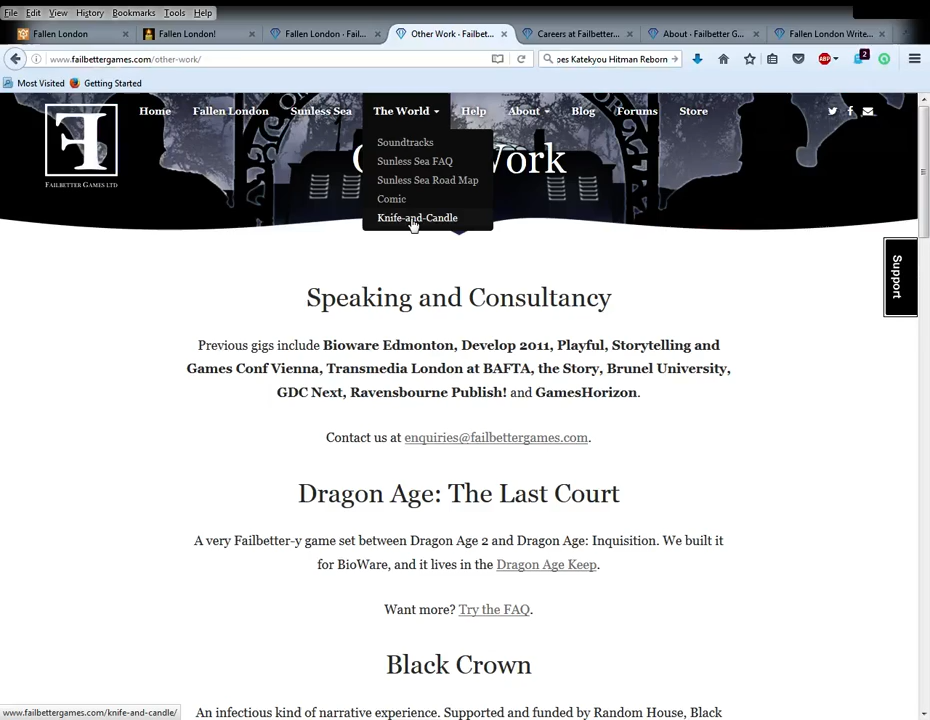 File Edit View History Bookmarks Tools Help
Fallen London × Fallen London! × Fallen London - Fail... × Other Work - Failbet... × Careers at Failbetter... × About - Failbetter G... × Fallen London Write... ×
www.failbettergames.com/other-work/ pes Katekyou Hitman Reborn ABP 2
Most Visited Getting Started
Home Fallen London Sunless Sea The World Help About Blog Forums Store
FAILBETTER GAMES LTD
Work
Soundtracks
Sunless Sea FAQ
Sunless Sea Road Map
Comic
Knife-and-Candle
Support
Speaking and Consultancy
Previous gigs include Bioware Edmonton, Develop 2011, Playful, Storytelling and
Games Conf Vienna, Transmedia London at BAFTA, the Story, Brunel University,
GDC Next, Ravensbourne Publish! and GamesHorizon.
Contact us at enquiries@failbettergames.com.
Dragon Age: The Last Court
A very Failbetter-y game set between Dragon Age 2 and Dragon Age: Inquisition. We built it
for BioWare, and it lives in the Dragon Age Keep.
Want more? Try the FAQ.
Black Crown
An infectious kind of narrative experience. Supported and funded by Random House, Black
www.failbettergames.com/knife-and-candle/